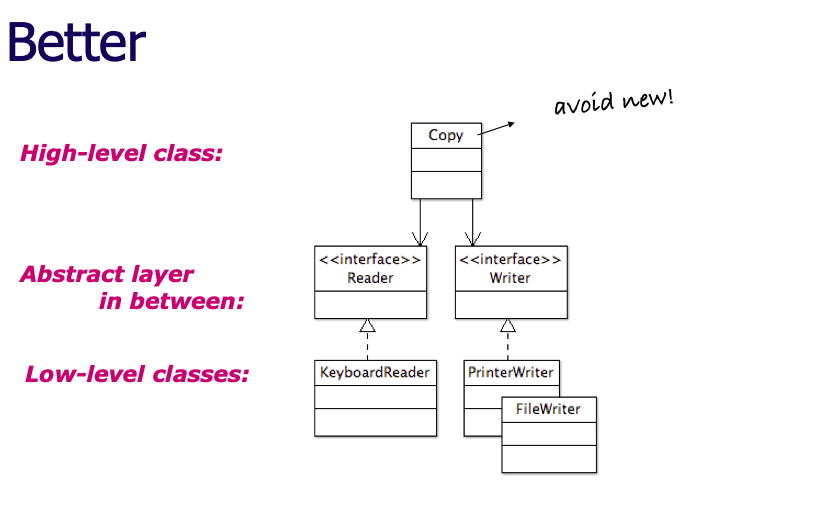 Better
avoid new!
Copy
High-level class:
<<interface>>
Reader
<<interface>>
Writer
Abstract layer
in between:
Low-level classes:
KeyboardReader
PrinterWriter
FileWriter